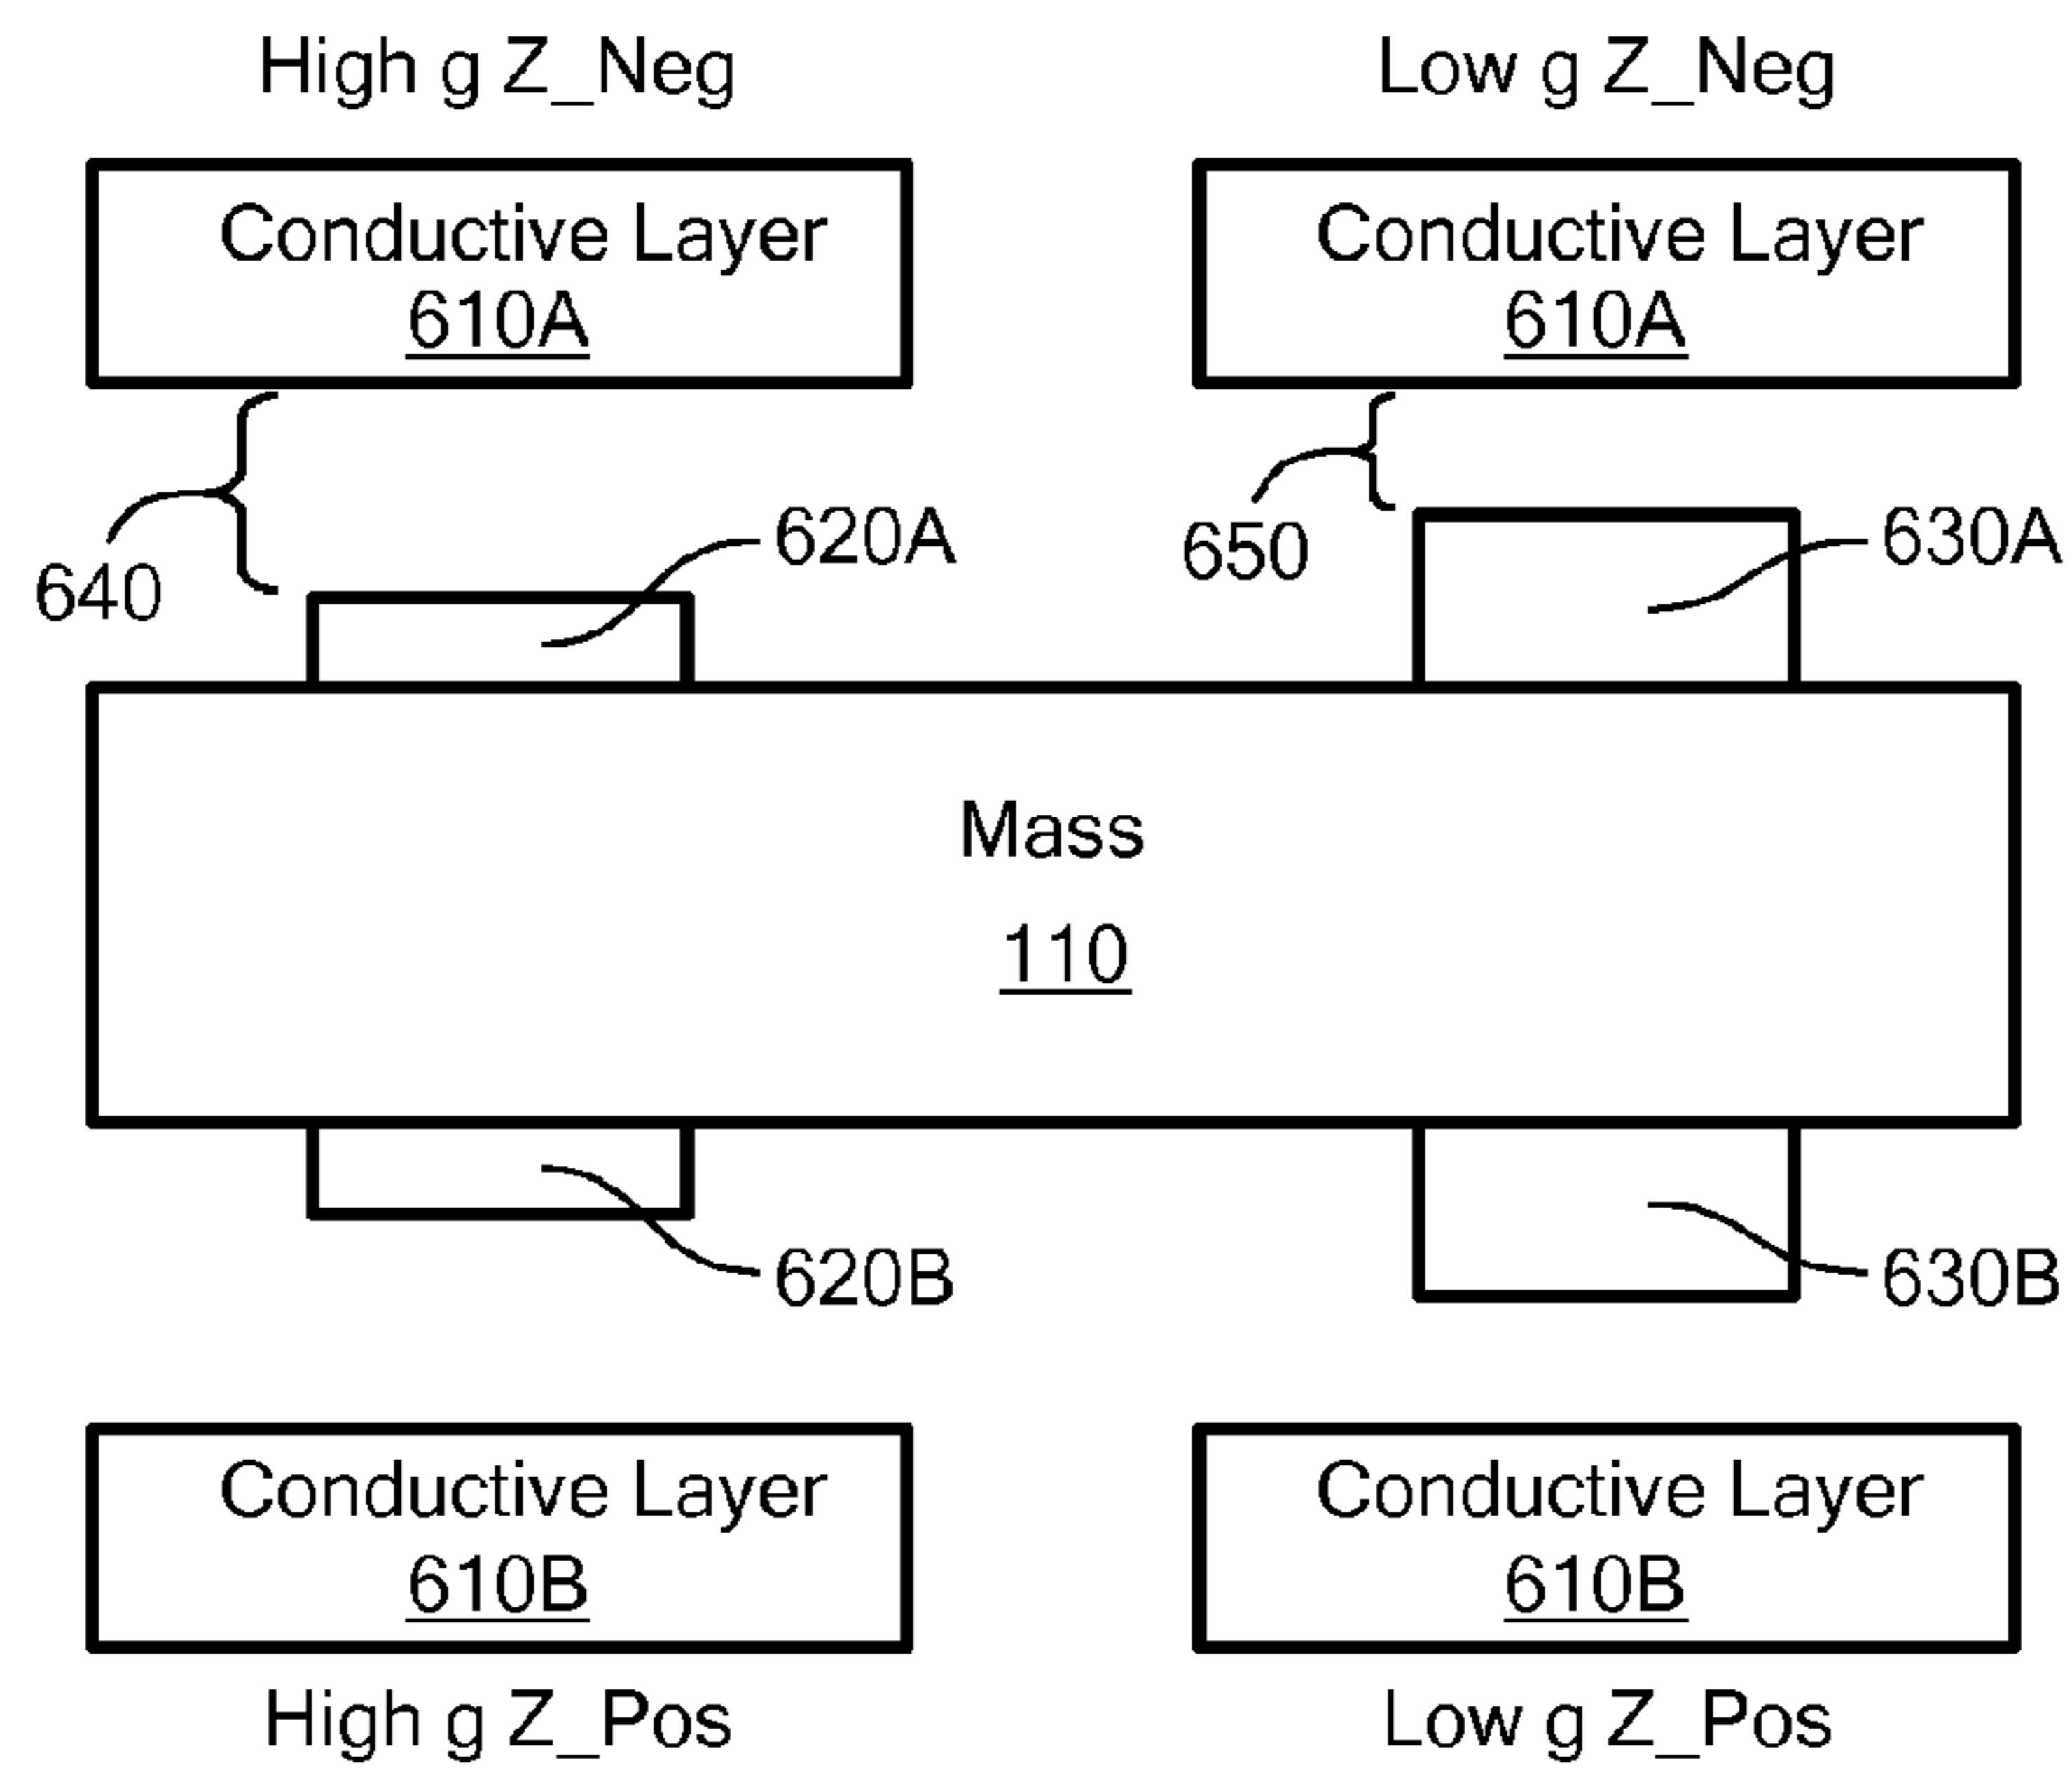 High g Z_Neg
Low g Z_Neg
Conductive Layer
610A
Conductive Layer
610A
640
620A
650
630A
Mass
110
620B
630B
Conductive Layer
610B
Conductive Layer
610B
High g Z_Pos
Low g Z_Pos